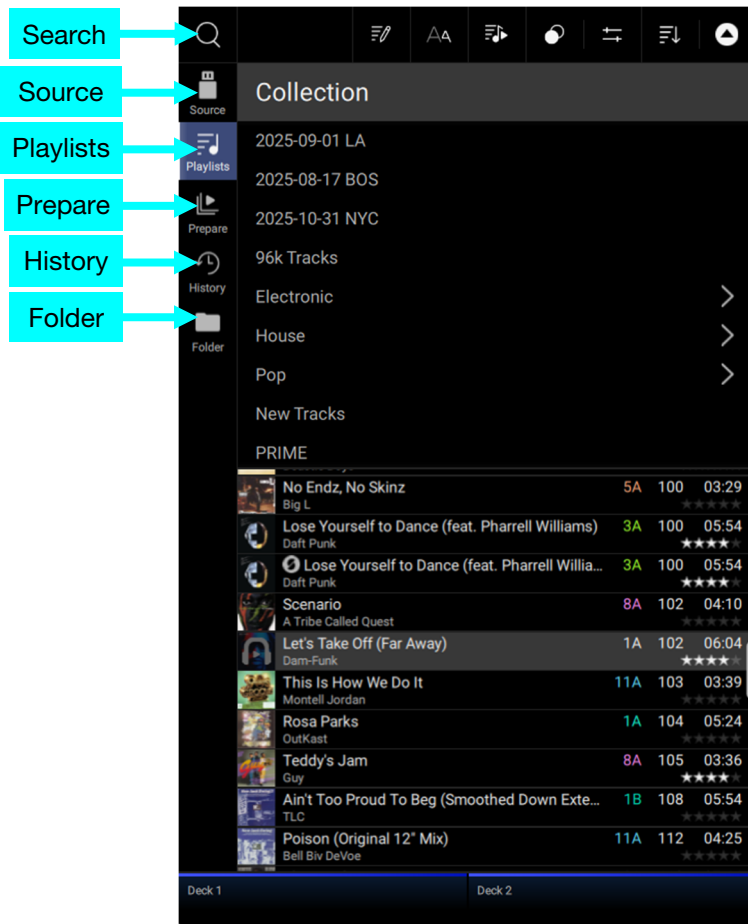 Search
Source
Playlists
Prepare
History
Folder
AA
Source
Playlists
Prepare
History
Folder
Collection
2025-09-01 LA
2025-08-17 BOS
2025-10-31 NYC
96k Tracks
Electronic
House
Pop
New Tracks
PRIME
No Endz, No Skinz 5A 100 03:29
Big L
Lose Yourself to Dance (feat. Pharrell Williams) 3A 100 05:54
Daft Punk
Lose Yourself to Dance (feat. Pharrell Willia... 3A 100 05:54
Daft Punk
Scenario 8A 102 04:10
A Tribe Called Quest
Let's Take Off (Far Away) 1A 102 06:04
Dam-Funk
This Is How We Do It 11A 103 03:39
Montell Jordan
Rosa Parks 1A 104 05:24
OutKast
Teddy's Jam 8A 105 03:36
Guy
Ain't Too Proud To Beg (Smoothed Down Exte... 1B 108 05:54
TLC
Poison (Original 12" Mix) 11A 112 04:25
Bell Biv DeVoe
Deck 1 Deck 2